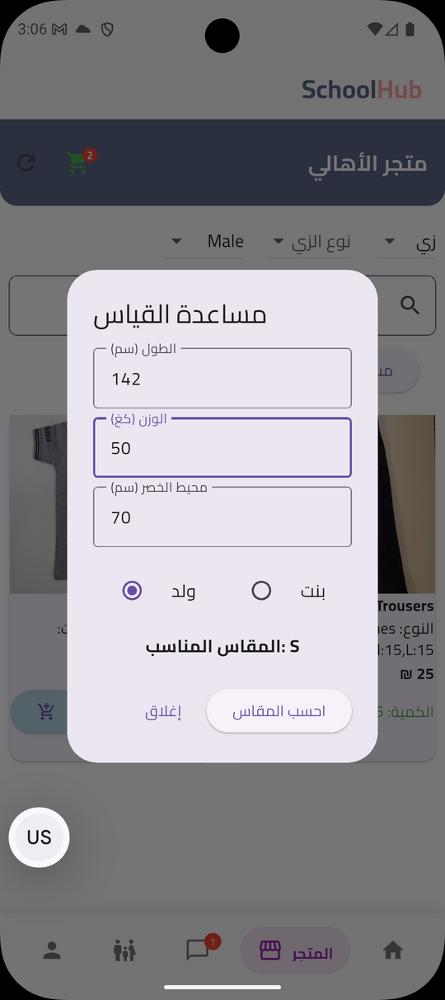 3:06
SchoolHub
متجر الأهالي
2
زي
نوع الزي
Male
مساعدة القياس
الطول (سم)
142
الوزن (كغ)
50
محيط الخصر (سم)
70
ولد
بنت
المقاس المناسب: S
احسب المقاس
إغلاق
Trousers
النوع:
15,L:15
25 ₪
الكمية:
US
المتجر
1